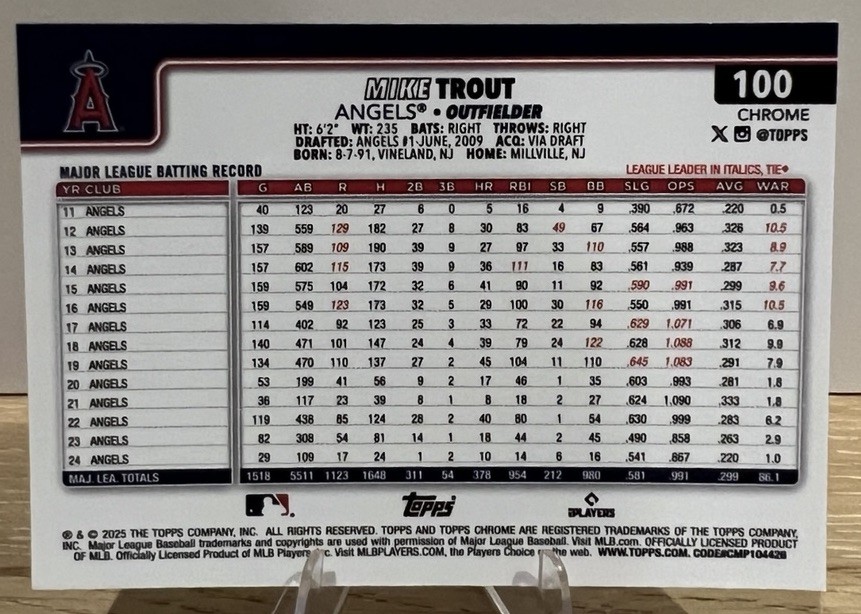 A
MIKE TROUT
100
ANGELS® • OUTFIELDER
CHROME
HT: 6'2" WT: 235 BATS: RIGHT THROWS: RIGHT
X @TOPPS
DRAFTED: ANGELS #1-JUNE, 2009 ACQ: VIA DRAFT
BORN: 8-7-91, VINELAND, NJ HOME: MILLVILLE, NJ
MAJOR LEAGUE BATTING RECORD LEAGUE LEADER IN ITALICS, TIE♦
YR CLUB G AB R H 2B 3B HR RBI SB BB SLG OPS AVG WAR
11 ANGELS 40 123 20 27 6 0 5 16 4 9 .390 .672 .220 0.5
12 ANGELS 139 559 129 182 27 8 30 83 49 67 .564 .963 .326 10.5
13 ANGELS 157 589 109 190 39 9 27 97 33 110 .557 .988 .323 8.9
14 ANGELS 157 602 115 173 39 9 36 111 16 83 .561 .939 .287 7.7
15 ANGELS 159 575 104 172 32 6 41 90 11 92 .590 .991 .299 9.6
16 ANGELS 159 549 123 173 32 5 29 100 30 116 .550 .991 .315 10.5
17 ANGELS 114 402 92 123 25 3 33 72 22 94 .629 1.071 .306 6.9
18 ANGELS 140 471 101 147 24 4 39 79 24 122 .628 1.088 .312 9.9
19 ANGELS 134 470 110 137 27 2 45 104 11 110 .645 1.083 .291 7.9
20 ANGELS 53 199 41 56 9 2 17 46 1 35 .603 .993 .281 1.8
21 ANGELS 36 117 23 39 8 1 8 18 2 27 .624 1.090 .333 1.8
22 ANGELS 119 438 85 124 28 2 40 80 1 54 .630 .999 .283 6.2
23 ANGELS 82 308 54 81 14 1 18 44 2 45 .490 .858 .263 2.9
24 ANGELS 29 109 17 24 1 2 10 14 6 16 .541 .867 .220 1.0
MAJ. LEA. TOTALS 1518 5511 1123 1648 311 54 378 954 212 980 .581 .991 .299 86.1
Topps PLAYERS
® & © 2025 THE TOPPS COMPANY, INC. ALL RIGHTS RESERVED. TOPPS AND TOPPS CHROME ARE REGISTERED TRADEMARKS OF THE TOPPS COMPANY,
INC. Major League Baseball trademarks and copyrights are used with permission of Major League Baseball. Visit MLB.com. OFFICIALLY LICENSED PRODUCT
OF MLB. Officially Licensed Product of MLB Players, Inc. Visit MLBPLAYERS.COM, the Players Choice on the web. WWW.TOPPS.COM. CODE#CMP104428